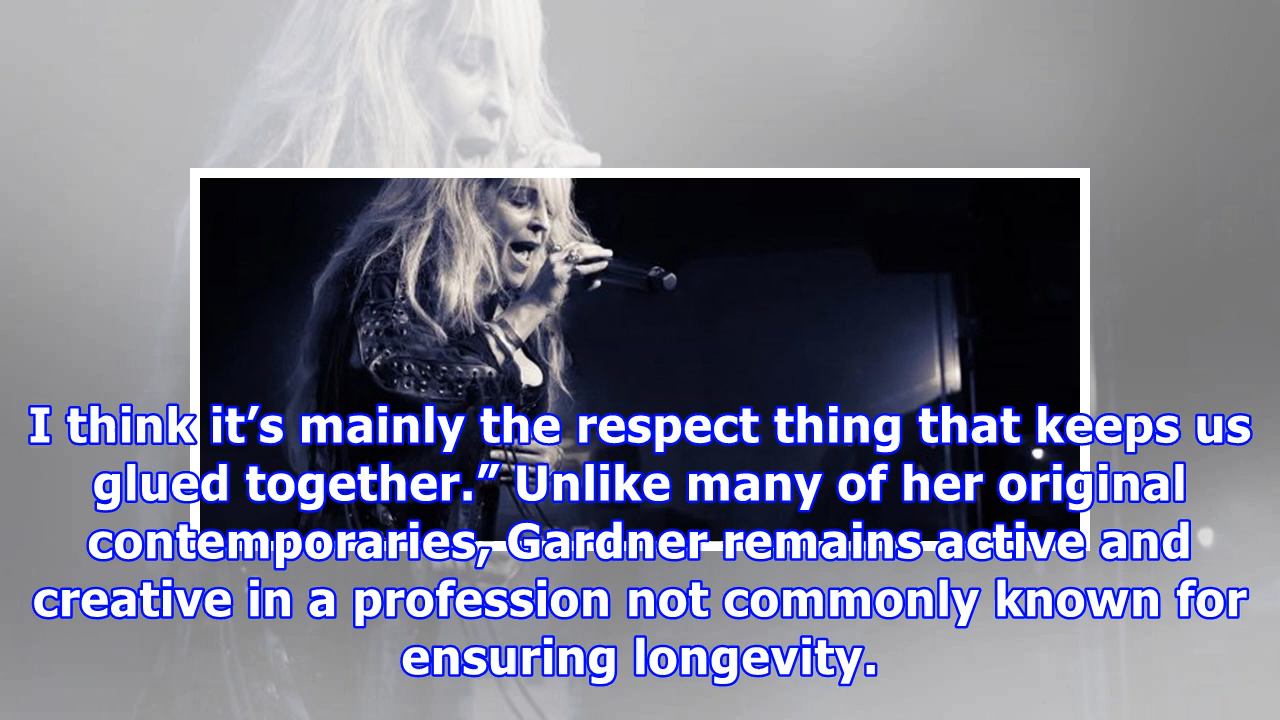 I think it’s mainly the respect thing that keeps us
glued together.” Unlike many of her original
contemporaries, Gardner remains active and
creative in a profession not commonly known for
ensuring longevity.